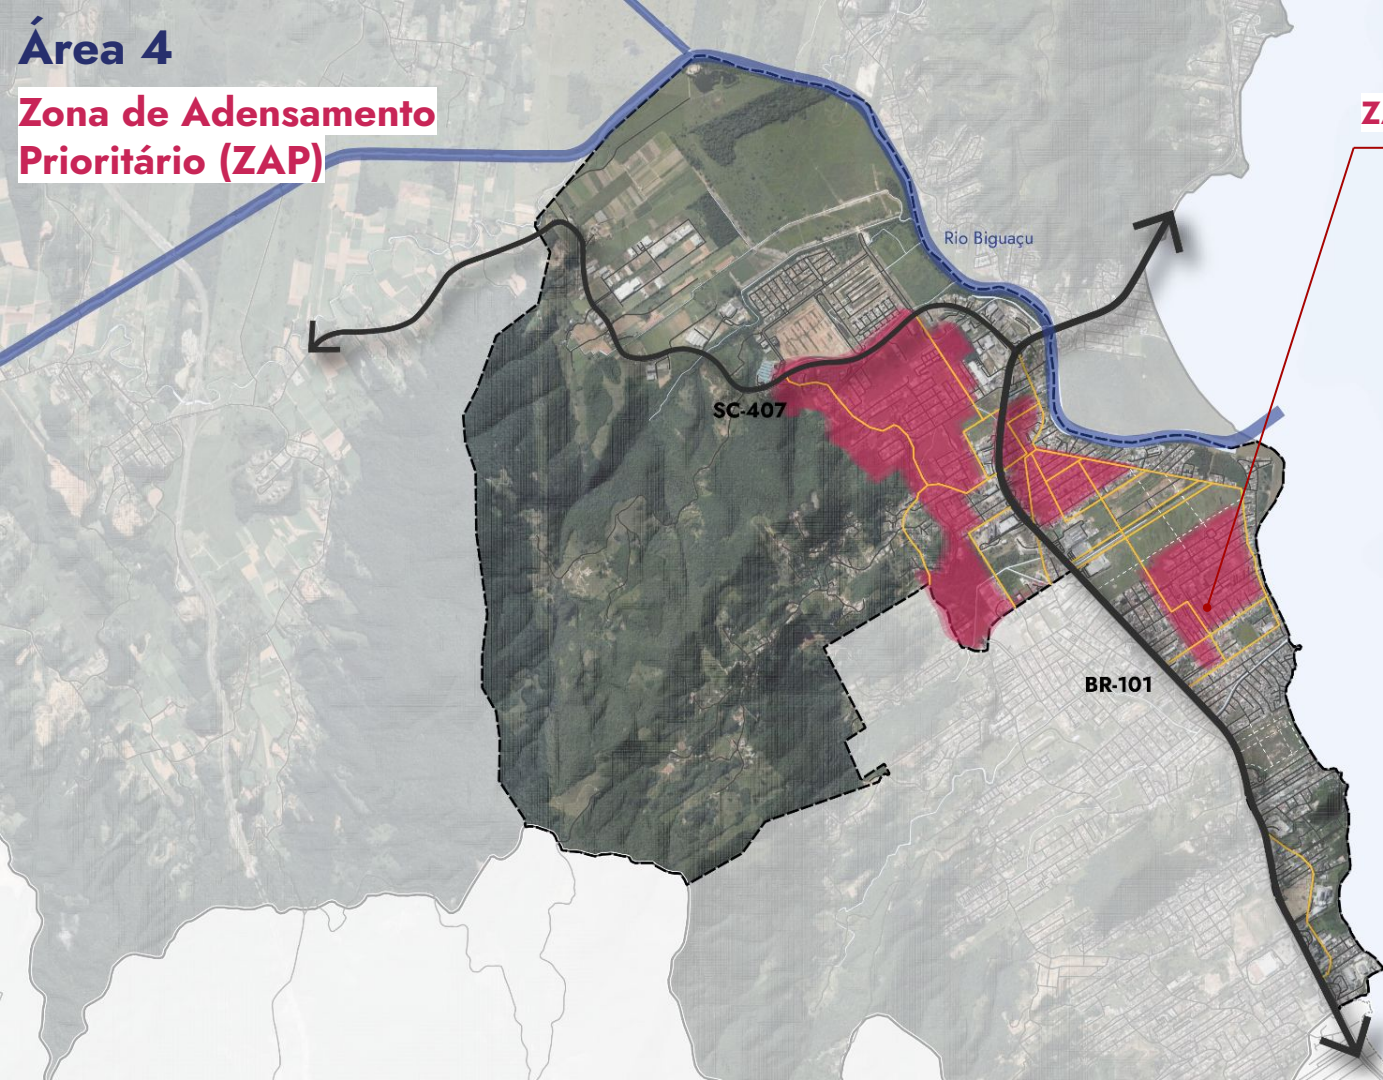 Área 4
Zona de Adensamento
Prioritário (ZAP)
Rio Biguaçu
SC-407
BR-101